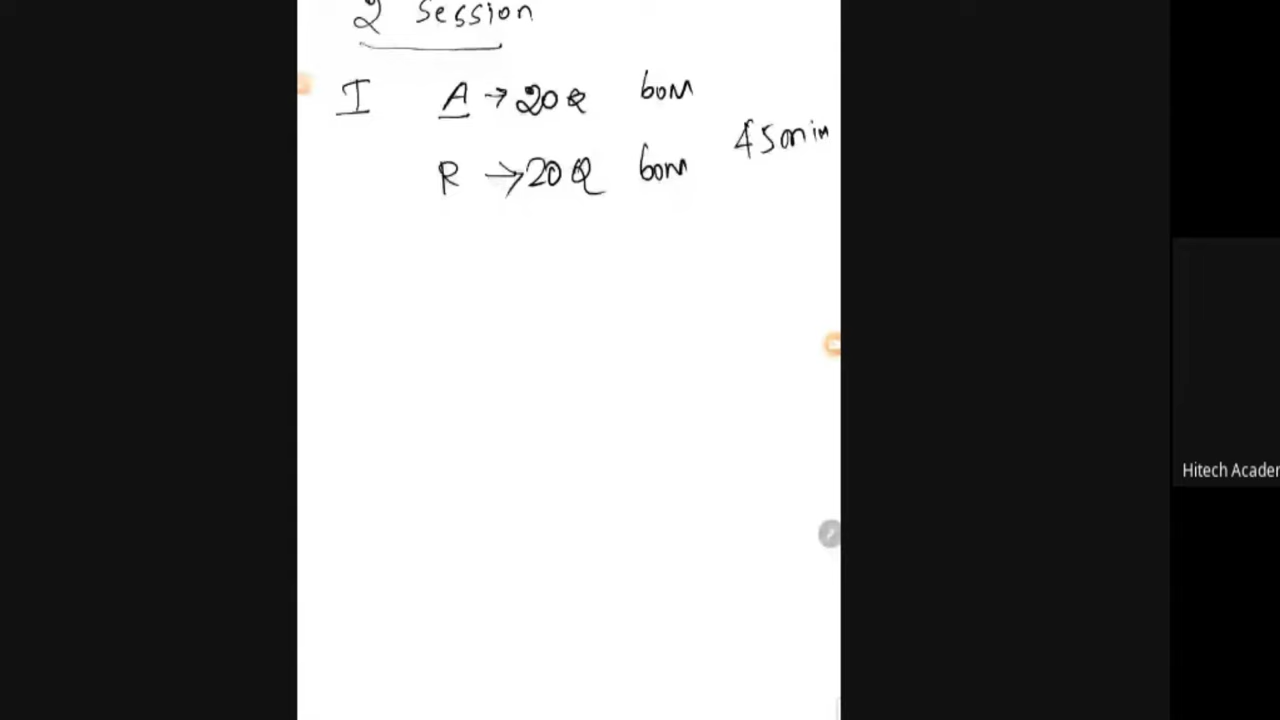 2 session
I A → 20 Q 60M
R → 20 Q 60M
45 min
Hitech Acader